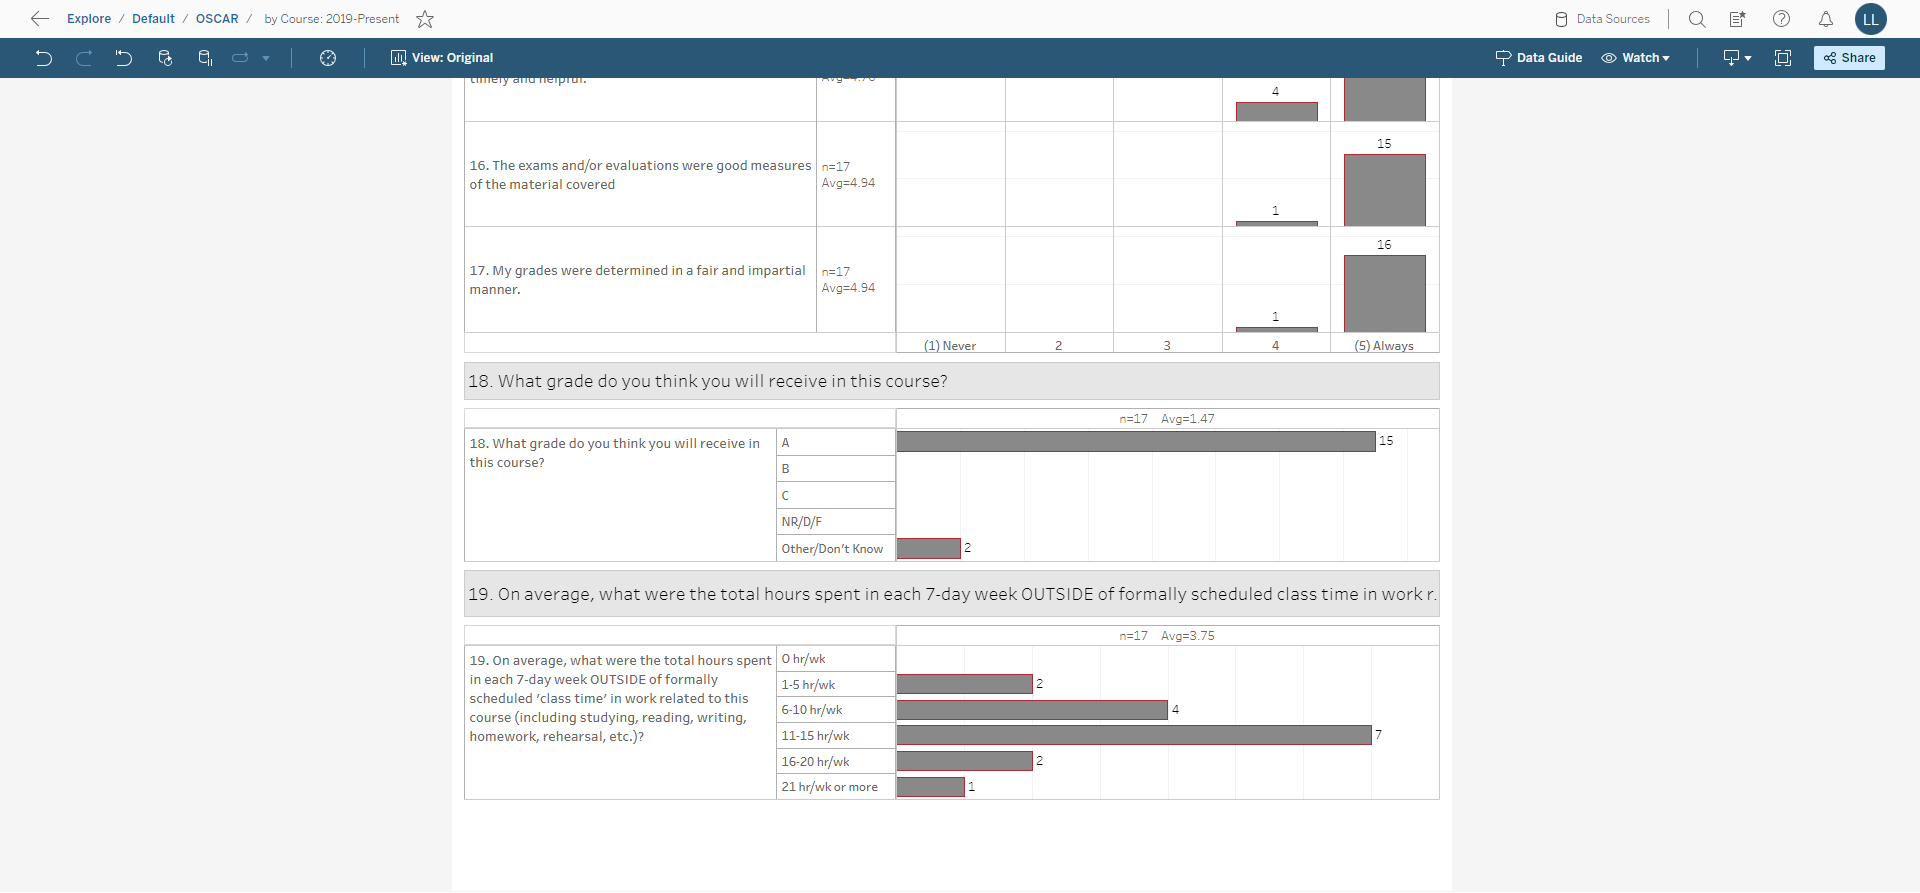 Explore / Default / OSCAR / by Course: 2019-Present
Data Sources
LL
View: Original
Data Guide
Watch
Share
timely and helpful.
4
16. The exams and/or evaluations were good measures
of the material covered
n=17
Avg=4.94
1
15
17. My grades were determined in a fair and impartial
manner.
n=17
Avg=4.94
1
16
(1) Never 2 3 4 (5) Always
18. What grade do you think you will receive in this course?
n=17 Avg=1.47
18. What grade do you think you will receive in
this course?
A 15
B
C
NR/D/F
Other/Don't Know 2
19. On average, what were the total hours spent in each 7-day week OUTSIDE of formally scheduled class time in work r.
n=17 Avg=3.75
19. On average, what were the total hours spent
in each 7-day week OUTSIDE of formally
scheduled ‘class time’ in work related to this
course (including studying, reading, writing,
homework, rehearsal, etc.)?
0 hr/wk
1-5 hr/wk 2
6-10 hr/wk 4
11-15 hr/wk 7
16-20 hr/wk 2
21 hr/wk or more 1